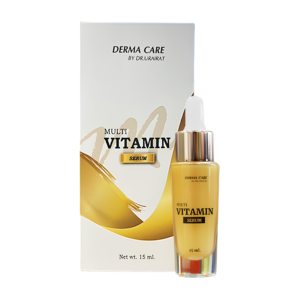 DERMA CARE
BY DR.URAIRAT
MULTI
VITAMIN
SERUM
Net wt. 15 ml.
DERMA CARE
MULTI
VITAMIN
SERUM
15 ml.